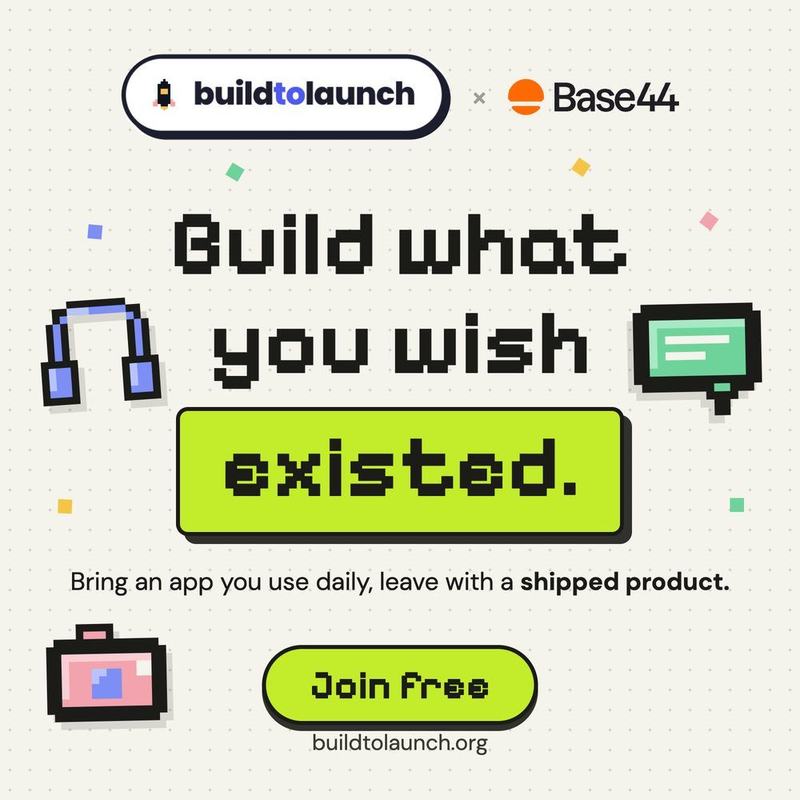 buildtolaunch × Base44
Build what
you wish
existed.
Bring an app you use daily, leave with a shipped product.
Join free
buildtolaunch.org